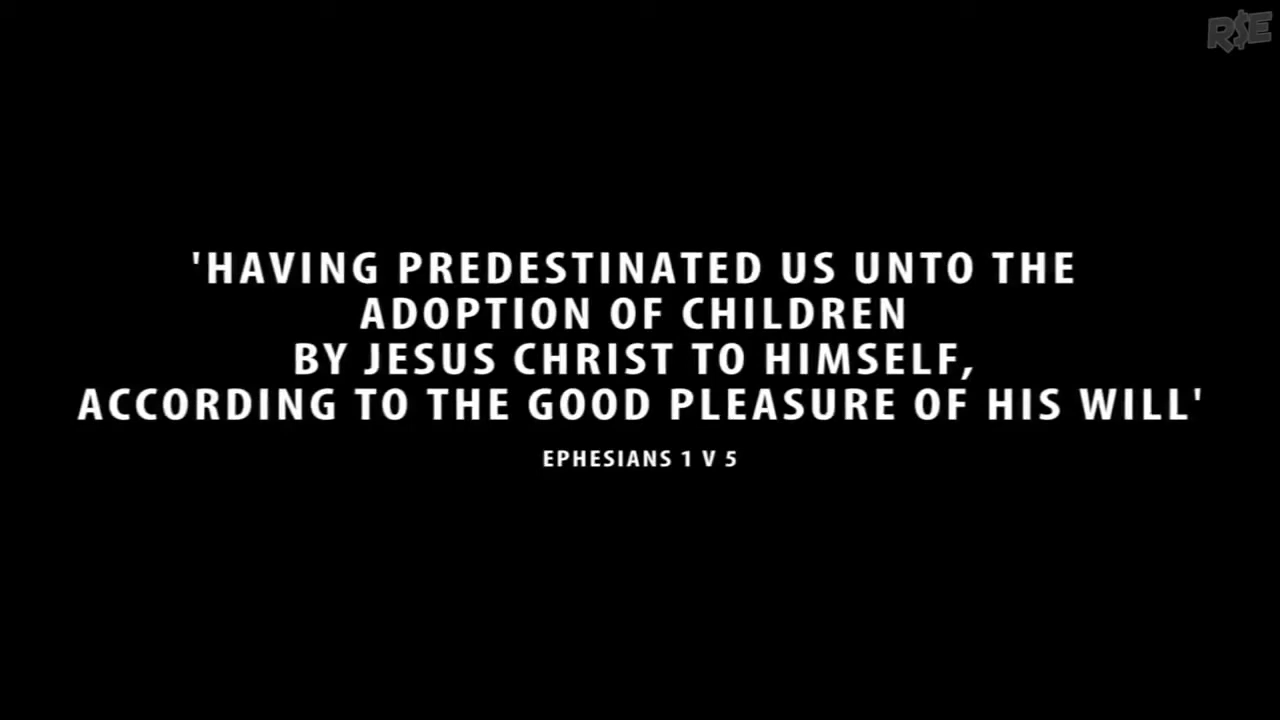 R$E
'HAVING PREDESTINATED US UNTO THE
ADOPTION OF CHILDREN
BY JESUS CHRIST TO HIMSELF,
ACCORDING TO THE GOOD PLEASURE OF HIS WILL'
EPHESIANS 1 V 5